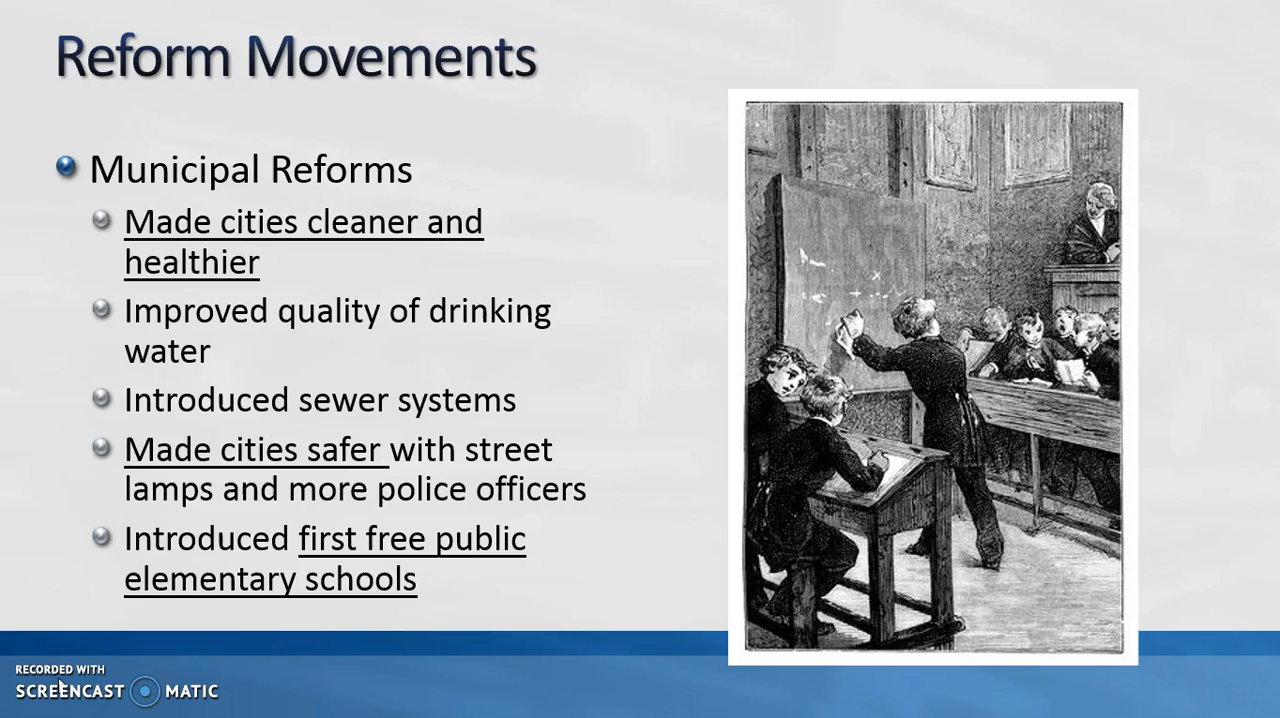 Reform Movements
Municipal Reforms
Made cities cleaner and
healthier
Improved quality of drinking
water
Introduced sewer systems
Made cities safer with street
lamps and more police officers
Introduced first free public
elementary schools
RECORDED WITH
SCREENCAST MATIC